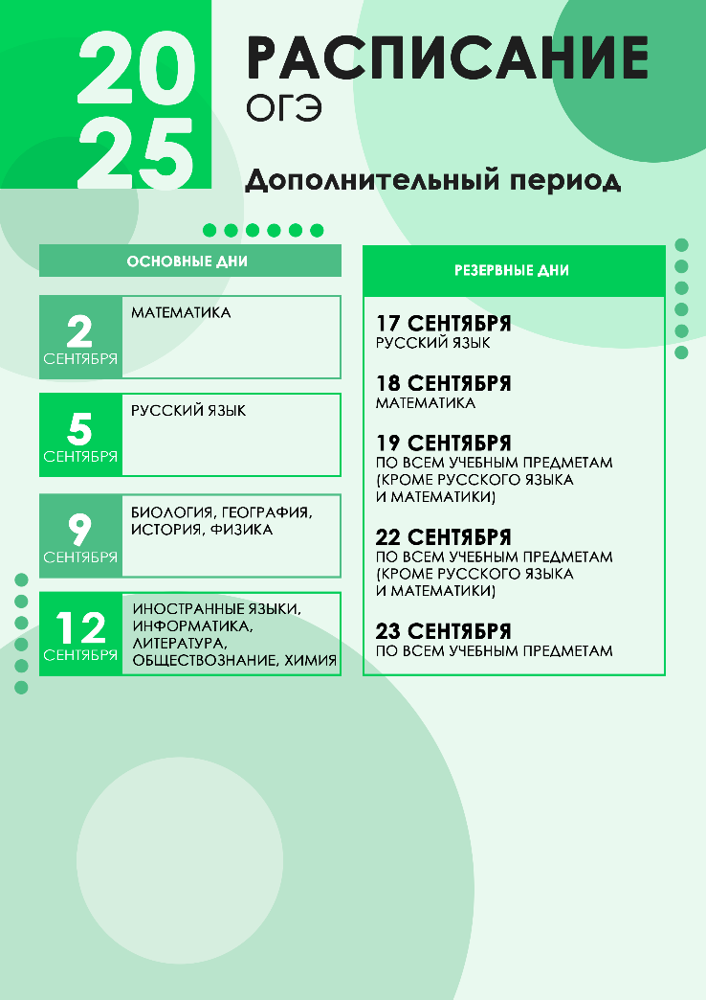 20
25
РАСПИСАНИЕ
ОГЭ
Дополнительный период
ОСНОВНЫЕ ДНИ
2
СЕНТЯБРЯ
МАТЕМАТИКА
5
СЕНТЯБРЯ
РУССКИЙ ЯЗЫК
9
СЕНТЯБРЯ
БИОЛОГИЯ, ГЕОГРАФИЯ,
ИСТОРИЯ, ФИЗИКА
12
СЕНТЯБРЯ
ИНОСТРАННЫЕ ЯЗЫКИ,
ИНФОРМАТИКА,
ЛИТЕРАТУРА,
ОБЩЕСТВОЗНАНИЕ, ХИМИЯ
РЕЗЕРВНЫЕ ДНИ
17 СЕНТЯБРЯ
РУССКИЙ ЯЗЫК
18 СЕНТЯБРЯ
МАТЕМАТИКА
19 СЕНТЯБРЯ
ПО ВСЕМ УЧЕБНЫМ ПРЕДМЕТАМ
(КРОМЕ РУССКОГО ЯЗЫКА
И МАТЕМАТИКИ)
22 СЕНТЯБРЯ
ПО ВСЕМ УЧЕБНЫМ ПРЕДМЕТАМ
(КРОМЕ РУССКОГО ЯЗЫКА
И МАТЕМАТИКИ)
23 СЕНТЯБРЯ
ПО ВСЕМ УЧЕБНЫМ ПРЕДМЕТАМ